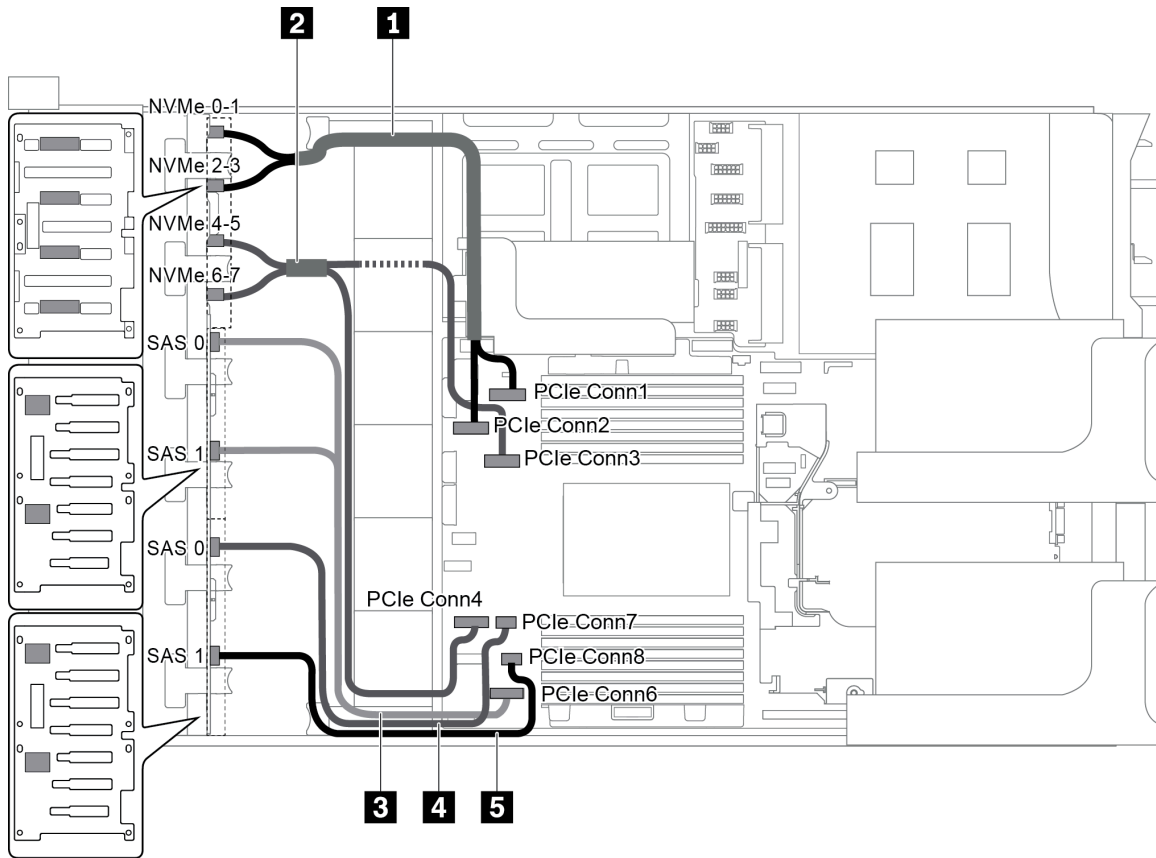 2
1
NVMe 0-1
NVMe 2-3
NVMe 4-5
NVMe 6-7
SAS 0
PCIe Conn1
PCIe Conn2
SAS 1
PCIe Conn3
SAS 0
PCIe Conn4
PCIe Conn7
SAS 1
PCIe Conn8
PCIe Conn6
3
4
5